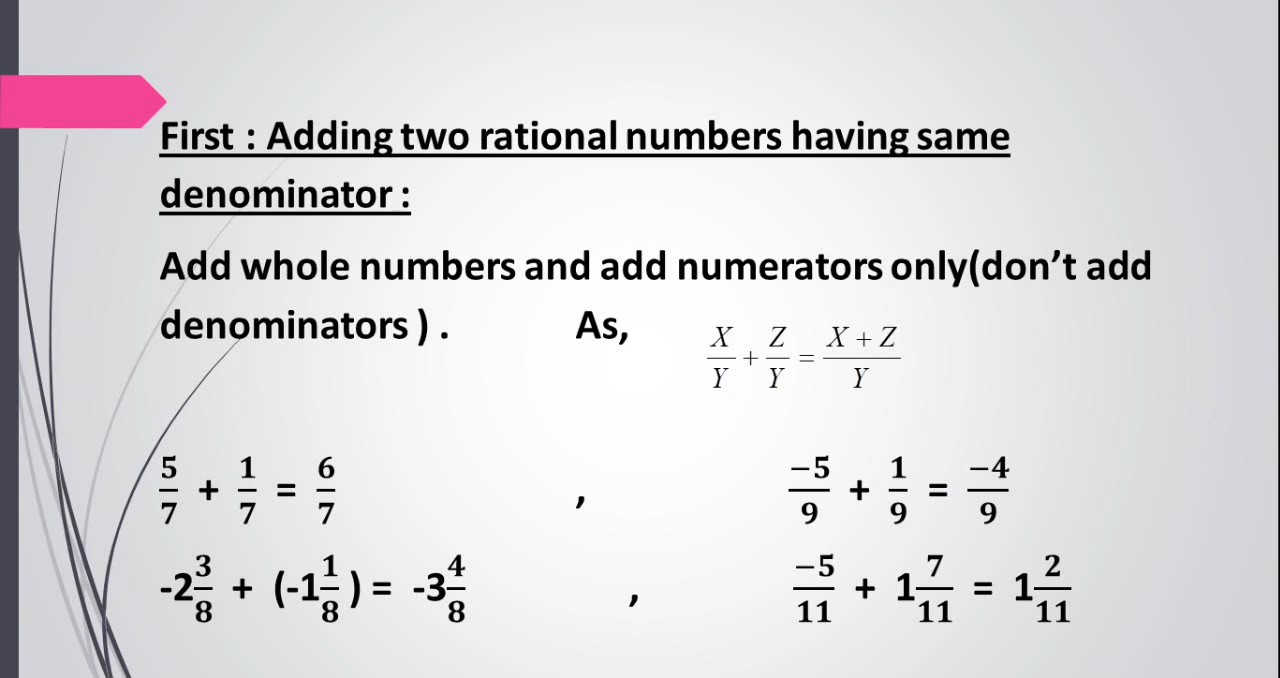 First : Adding two rational numbers having same
denominator :
Add whole numbers and add numerators only(don’t add
denominators ) . As, X/Y + Z/Y = (X + Z)/Y
5/7 + 1/7 = 6/7 , −5/9 + 1/9 = −4/9
-2 3/8 + (-1 1/8 ) = -3 4/8 , −5/11 + 1 7/11 = 1 2/11